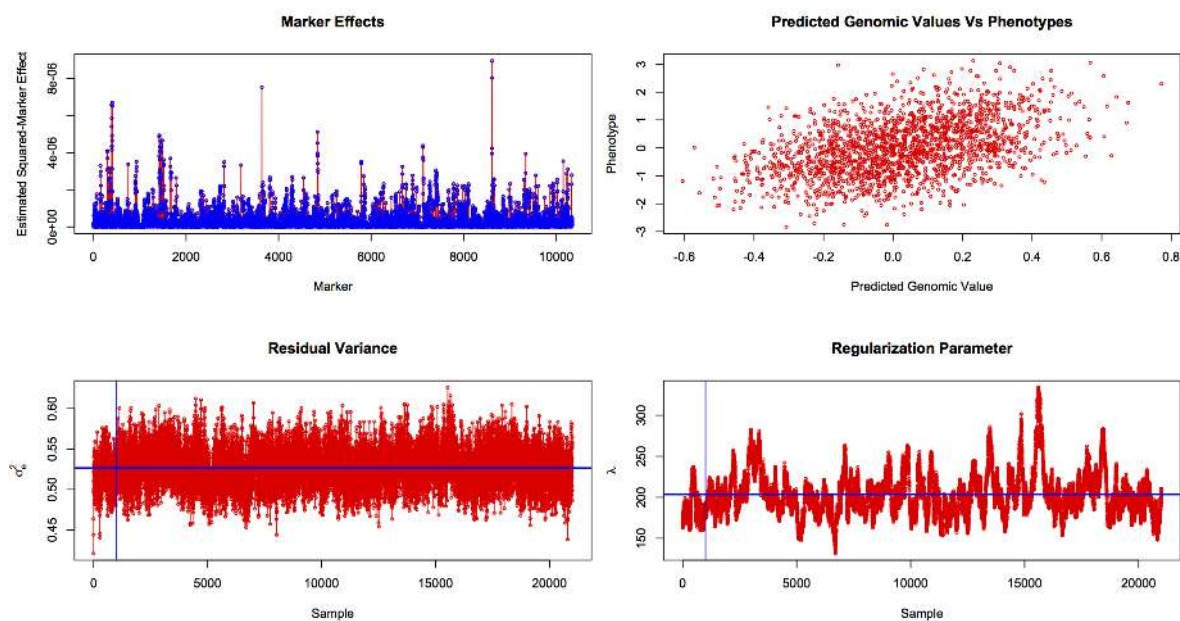 Marker Effects
Estimated Squared-Marker Effect
0e+00
4e-06
8e-06
0
2000
4000
6000
8000
10000
Marker
Predicted Genomic Values Vs Phenotypes
Phenotype
3
2
1
0
-1
-2
-3
-0.6
-0.4
-0.2
0.0
0.2
0.4
0.6
0.8
Predicted Genomic Value
Residual Variance
σ²e
0.60
0.55
0.50
0.45
0
5000
10000
15000
20000
Sample
Regularization Parameter
λ
300
250
200
150
0
5000
10000
15000
20000
Sample